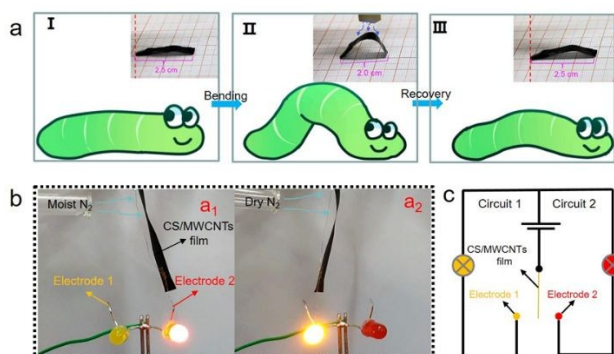 a
I
2.5 cm
Bending
II
2.0 cm
Recovery
III
2.5 cm
b
Moist N₂
a₁
CS/MWCNTs
film
Electrode 1
Electrode 2
Dry N₂
a₂
c
Circuit 1
Circuit 2
CS/MWCNTs
film
Electrode 1
Electrode 2